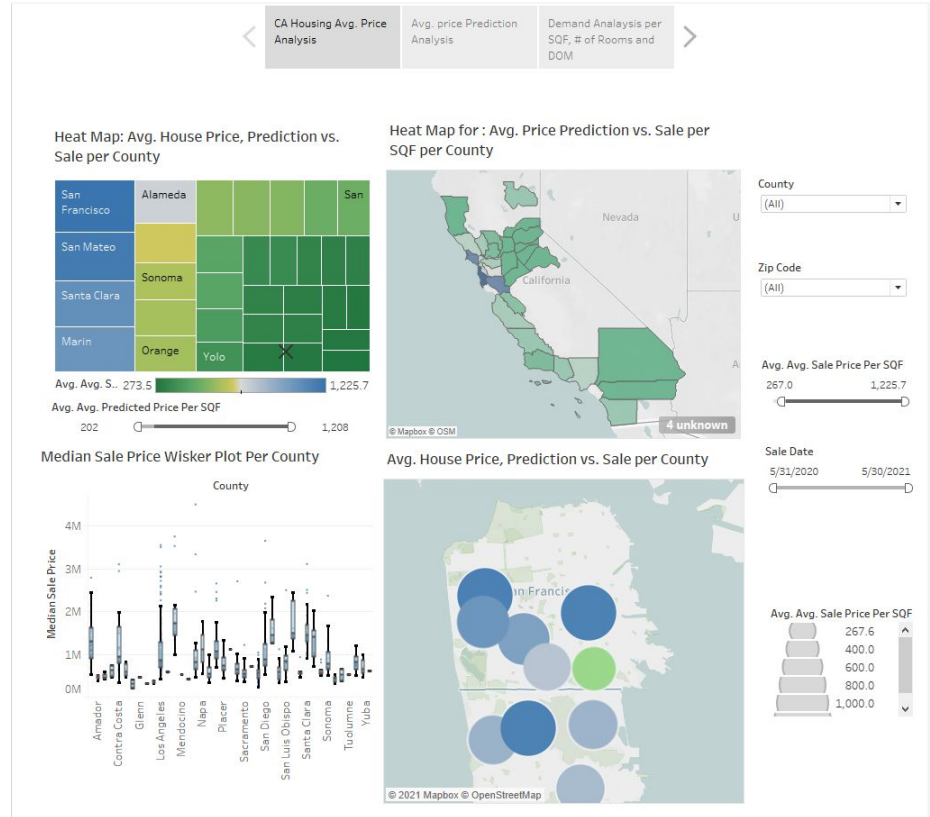 CA Housing Avg. Price
Analysis
Avg. price Prediction
Analysis
Demand Analaysis per
SQF, # of Rooms and
DOM
Heat Map: Avg. House Price, Prediction vs.
Sale per County
San
Francisco
Alameda
San
San Mateo
Sonoma
Santa Clara
Marin
Orange
Yolo
Avg. Avg. S.. 273.5
1,225.7
Avg. Avg. Predicted Price Per SQF
202
1,208
Heat Map for : Avg. Price Prediction vs. Sale per
SQF per County
Nevada
U
California
A
4 unknown
© Mapbox © OSM
County
(All)
Zip Code
(All)
Avg. Avg. Sale Price Per SQF
267.0
1,225.7
Sale Date
5/31/2020
5/30/2021
Median Sale Price Wisker Plot Per County
County
Median Sale Price
4M
3M
2M
1M
0M
Amador
Contra Costa
Glenn
Los Angeles
Mendocino
Napa
Placer
Sacramento
San Diego
San Luis Obispo
Santa Clara
Sonoma
Tuolumne
Yuba
Avg. House Price, Prediction vs. Sale per County
an Francis
© 2021 Mapbox © OpenStreetMap
Avg. Avg. Sale Price Per SQF
267.6
400.0
600.0
800.0
1,000.0